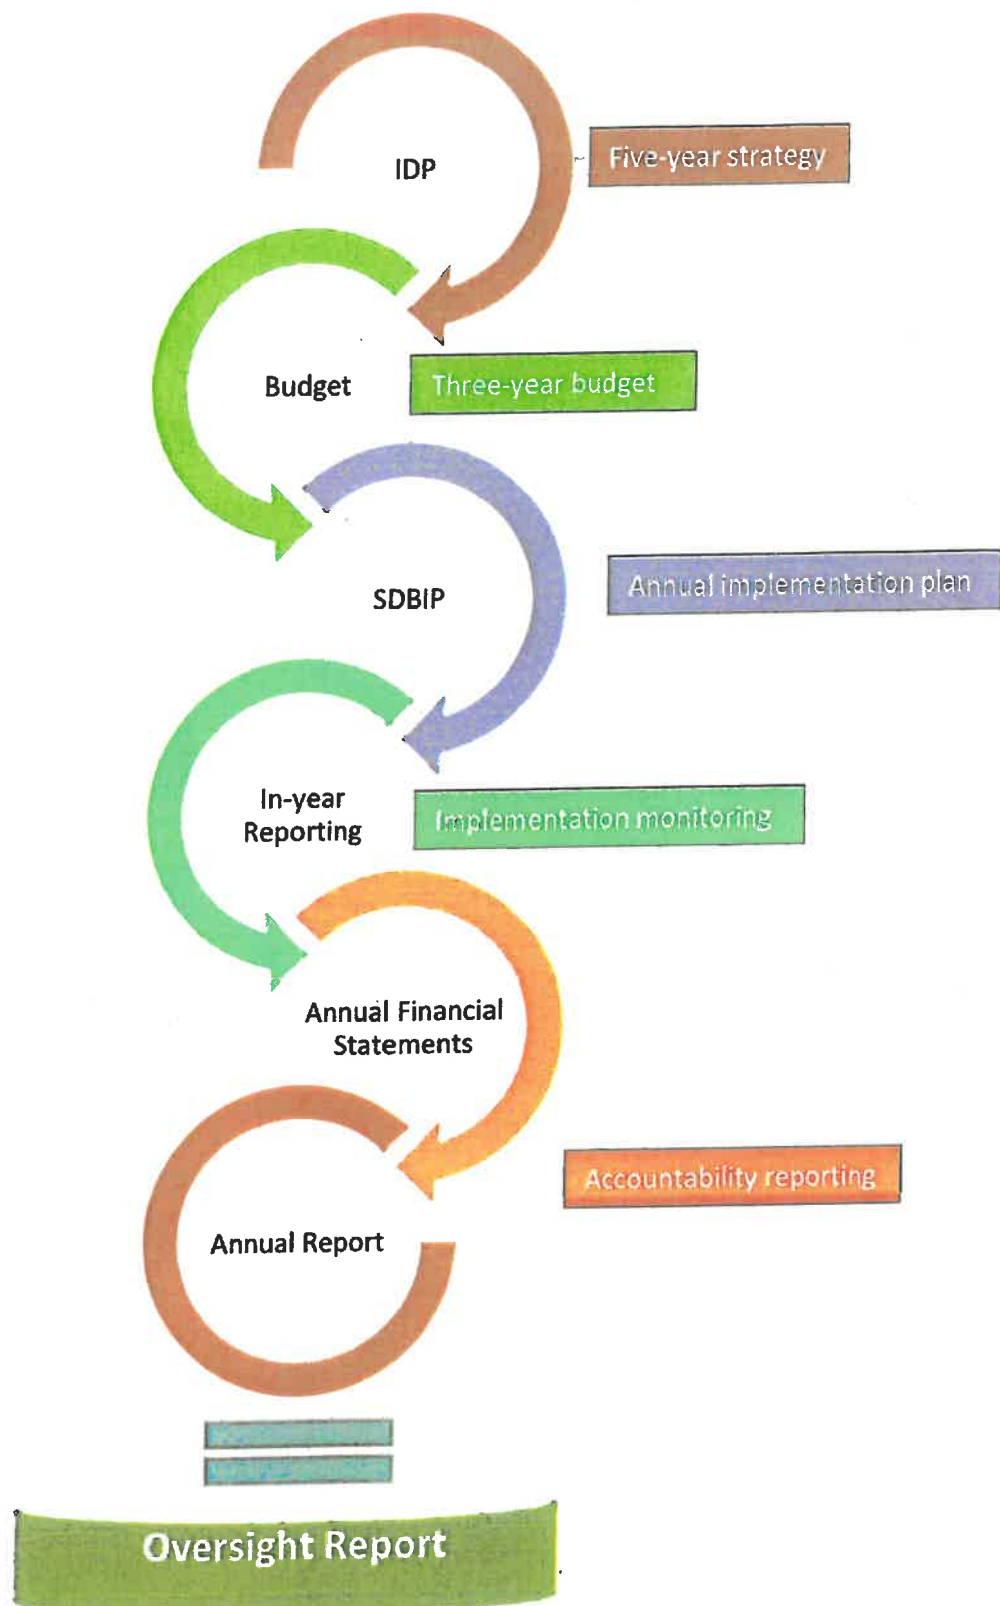 IDP
Five-year strategy
Budget
Three-year budget
SDBIP
Annual implementation plan
In-year
Reporting
Implementation monitoring
Annual Financial
Statements
Accountability reporting
Annual Report
Oversight Report